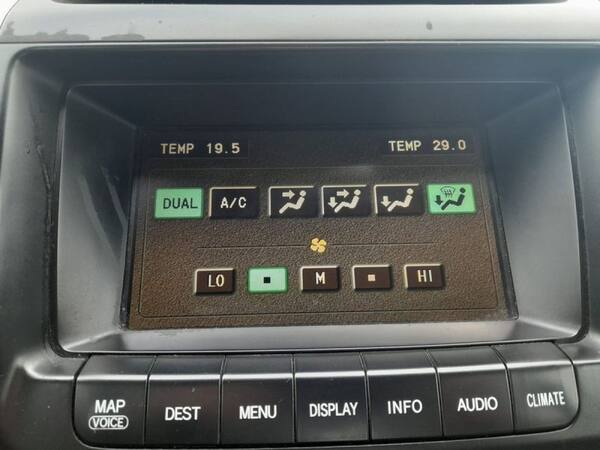 TEMP 19.5 TEMP 29.0
DUAL A/C
LO M HI
MAP VOICE DEST MENU DISPLAY INFO AUDIO CLIMATE